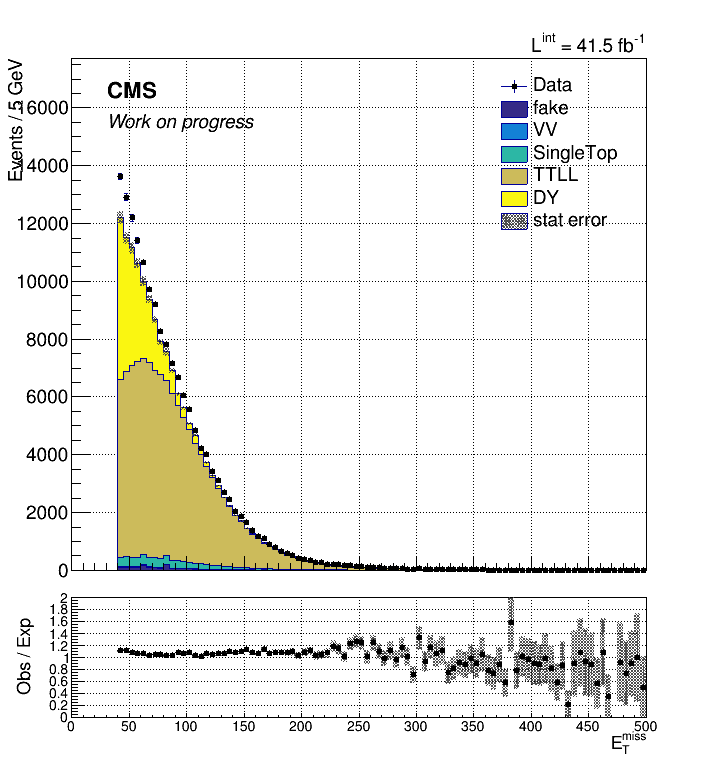 L^int = 41.5 fb^-1
Events / 5 GeV
CMS
Work on progress
Data
fake
VV
SingleTop
TTLL
DY
stat error
16000
14000
12000
10000
8000
6000
4000
2000
0
Obs / Exp
2
1.8
1.6
1.4
1.2
1
0.8
0.6
0.4
0.2
0
0 50 100 150 200 250 300 350 400 450 500
E_T^miss